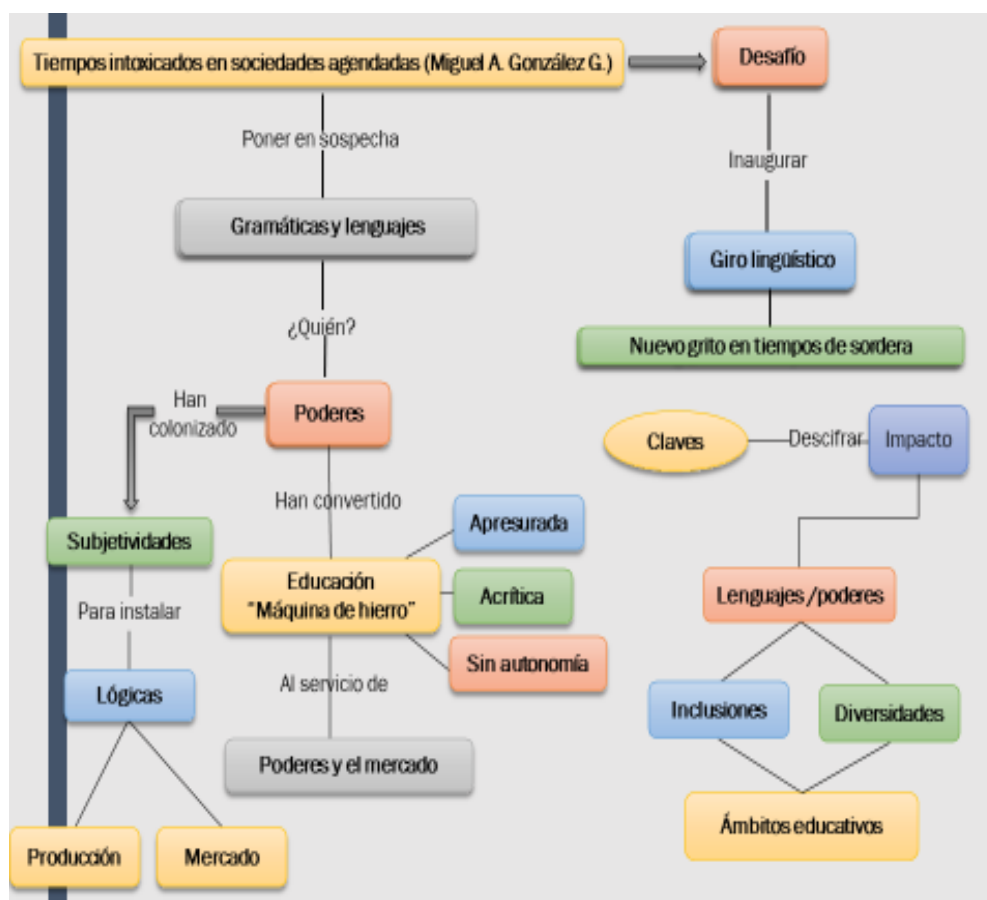 Tiempos intoxicados en sociedades agendadas (Miguel A. González G.)
Desafío
Poner en sospecha
Inaugurar
Gramáticas y lenguajes
Giro lingüístico
¿Quién?
Nuevo grito en tiempos de sordera
Han
colonizado
Poderes
Claves
Descifrar
Impacto
Han convertido
Apresurada
Subjetividades
Educación
"Máquina de hierro"
Acrítica
Lenguajes /poderes
Para instalar
Sin autonomía
Al servicio de
Lógicas
Inclusiones
Diversidades
Poderes y el mercado
Ámbitos educativos
Producción
Mercado